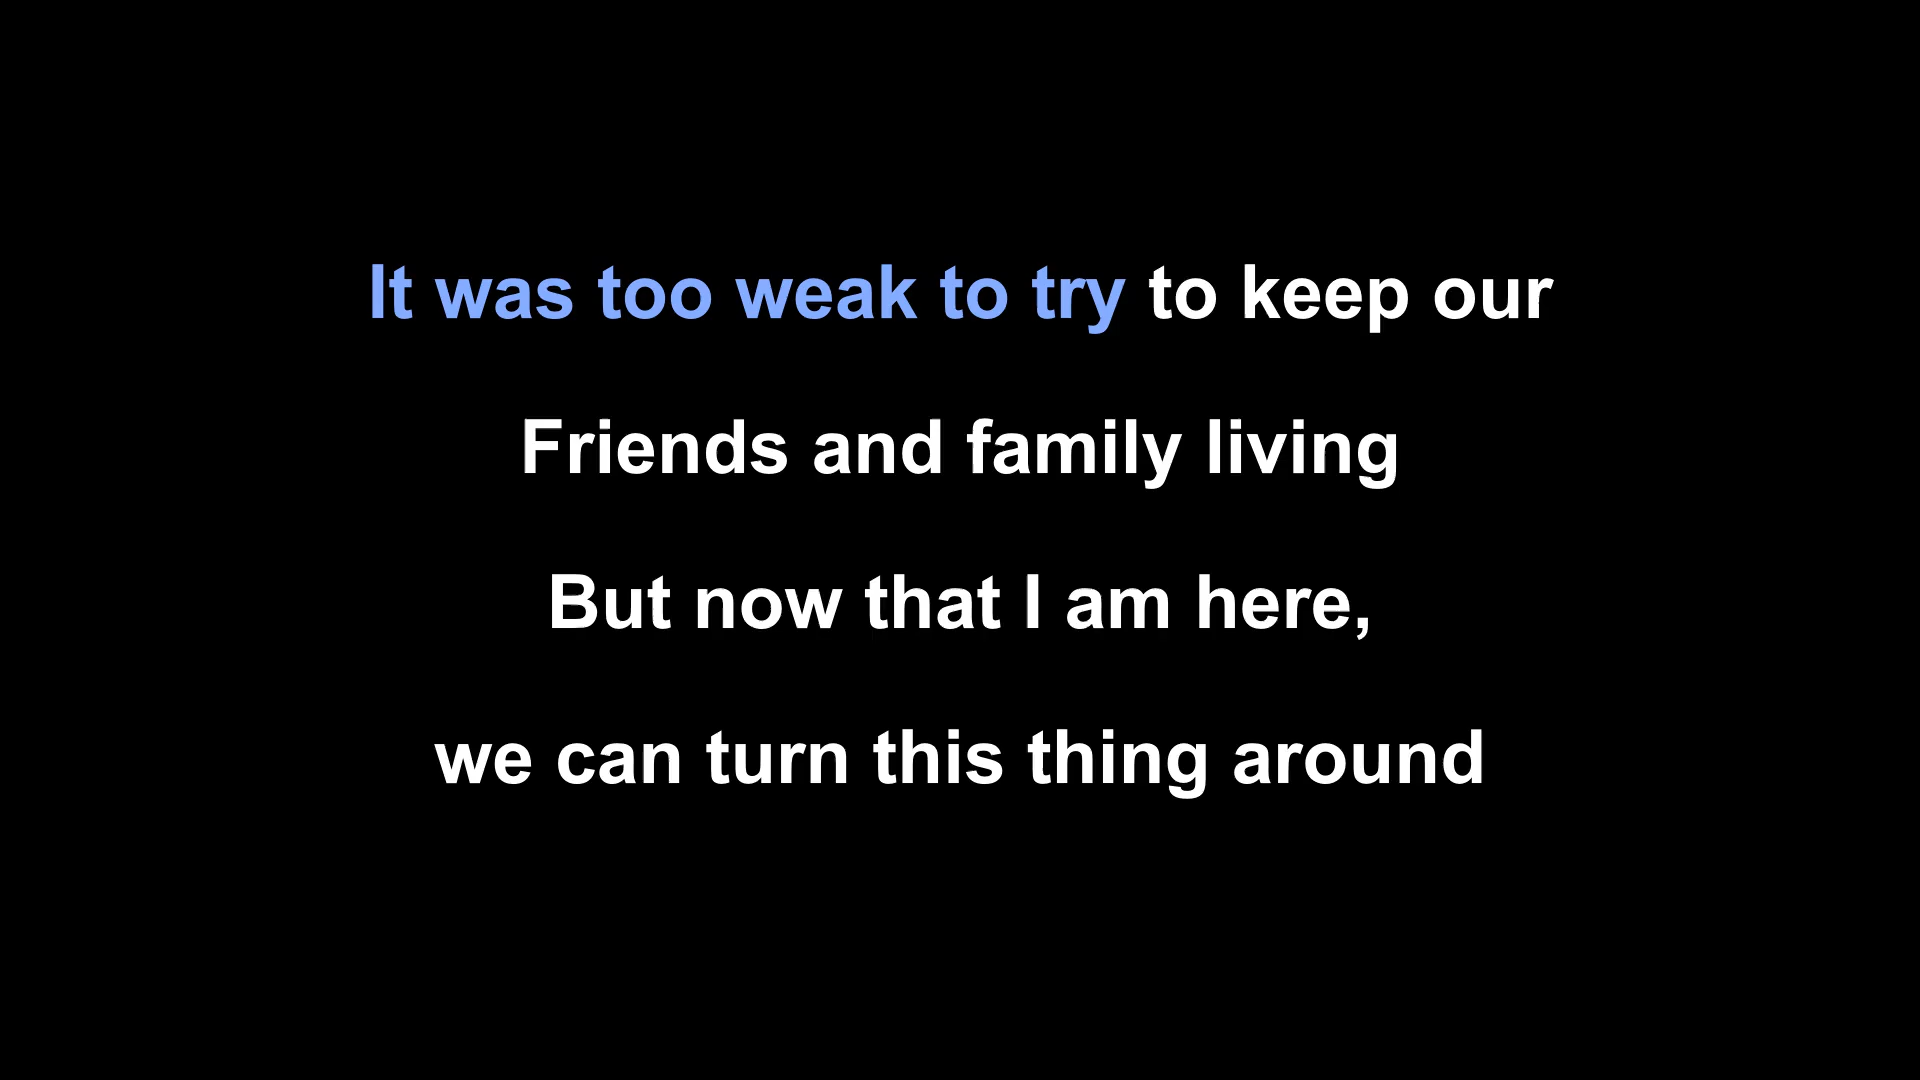 It was too weak to try to keep our
Friends and family living
But now that I am here,
we can turn this thing around